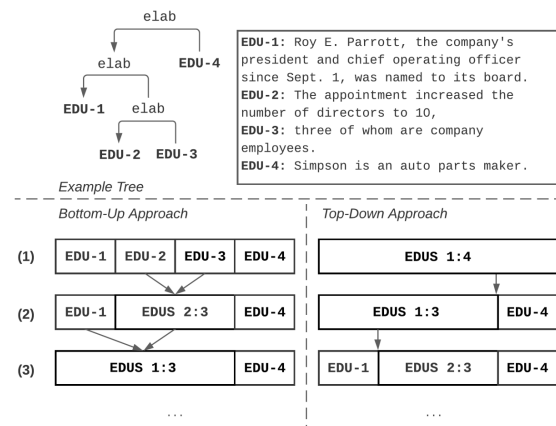 elab
elab
EDU-4
EDU-1
elab
EDU-2 EDU-3
Example Tree
EDU-1: Roy E. Parrott, the company's
president and chief operating officer
since Sept. 1, was named to its board.
EDU-2: The appointment increased the
number of directors to 10,
EDU-3: three of whom are company
employees.
EDU-4: Simpson is an auto parts maker.
Bottom-Up Approach
(1) EDU-1 EDU-2 EDU-3 EDU-4
(2) EDU-1 EDUS 2:3 EDU-4
(3) EDUS 1:3 EDU-4
...
Top-Down Approach
EDUS 1:4
EDUS 1:3 EDU-4
EDU-1 EDUS 2:3 EDU-4
...